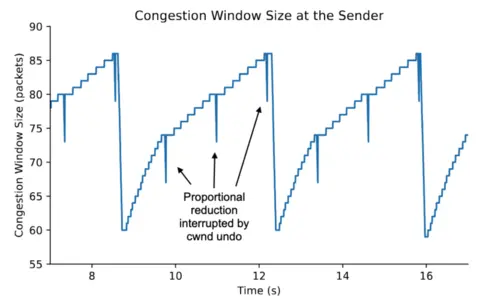 Congestion Window Size at the Sender
90
85
80
75
70
65
60
55
Congestion Window Size (packets)
Proportional
reduction
interrupted by
cwnd undo
8
10
12
14
16
Time (s)